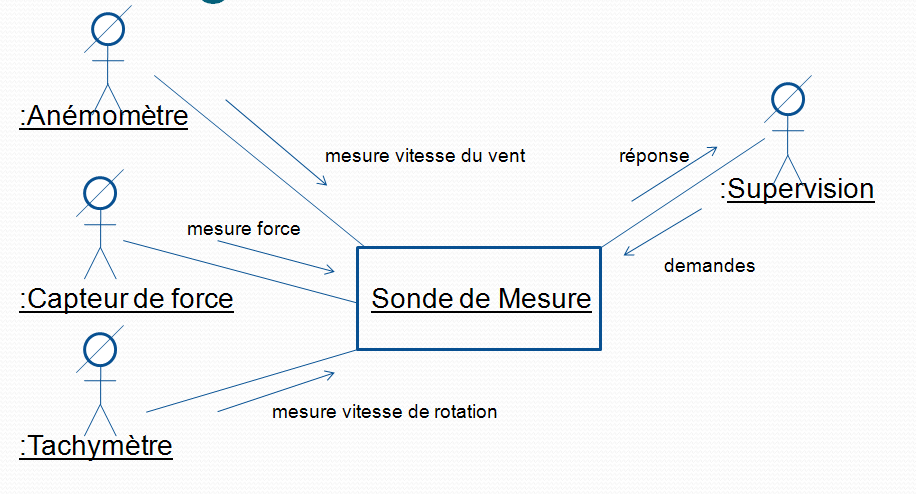 :Anémomètre
mesure vitesse du vent
réponse
:Supervision
mesure force
demandes
:Capteur de force
Sonde de Mesure
mesure vitesse de rotation
:Tachymètre